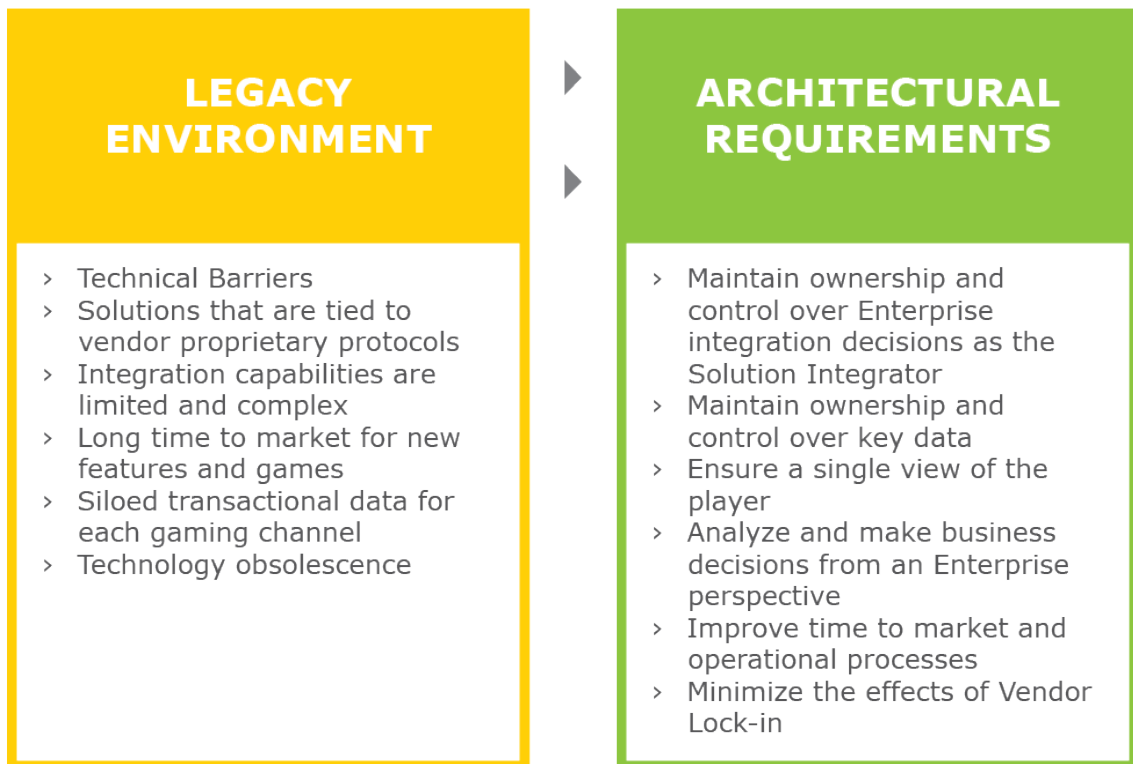 LEGACY
ENVIRONMENT
› Technical Barriers
› Solutions that are tied to
vendor proprietary protocols
› Integration capabilities are
limited and complex
› Long time to market for new
features and games
› Siloed transactional data for
each gaming channel
› Technology obsolescence
ARCHITECTURAL
REQUIREMENTS
› Maintain ownership and
control over Enterprise
integration decisions as the
Solution Integrator
› Maintain ownership and
control over key data
› Ensure a single view of the
player
› Analyze and make business
decisions from an Enterprise
perspective
› Improve time to market and
operational processes
› Minimize the effects of Vendor
Lock-in